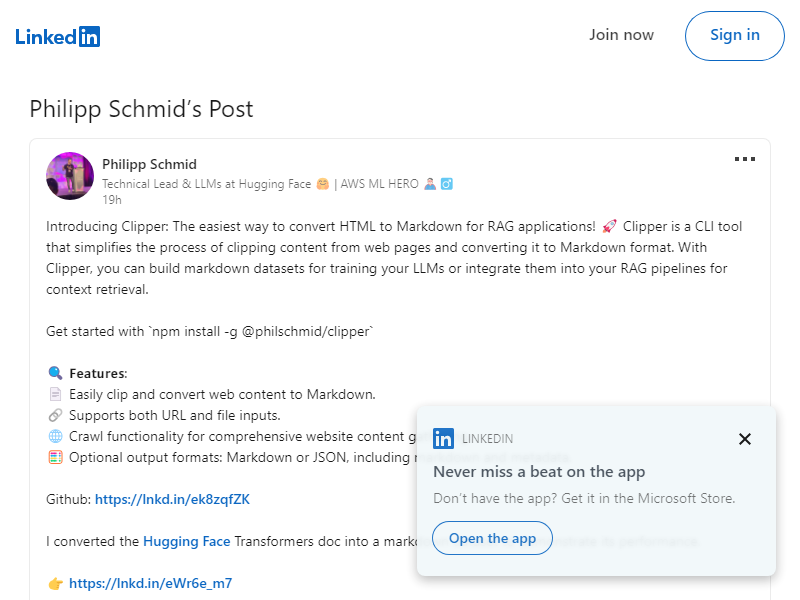 LinkedIn
Join now
Sign in
Philipp Schmid's Post
Philipp Schmid
Technical Lead & LLMs at Hugging Face 🤗 | AWS ML HERO 🦸🏻‍♂️
19h
Introducing Clipper: The easiest way to convert HTML to Markdown for RAG applications! 🚀 Clipper is a CLI tool
that simplifies the process of clipping content from web pages and converting it to Markdown format. With
Clipper, you can build markdown datasets for training your LLMs or integrate them into your RAG pipelines for
context retrieval.
Get started with `npm install -g @philschmid/clipper`
🔍 Features:
📄 Easily clip and convert web content to Markdown.
🔗 Supports both URL and file inputs.
🌐 Crawl functionality for comprehensive website content
🧮 Optional output formats: Markdown or JSON, including
Github: https://lnkd.in/ek8zqfZK
I converted the Hugging Face Transformers doc into a
👉 https://lnkd.in/eWr6e_m7
in LINKEDIN
Never miss a beat on the app
Don't have the app? Get it in the Microsoft Store.
Open the app